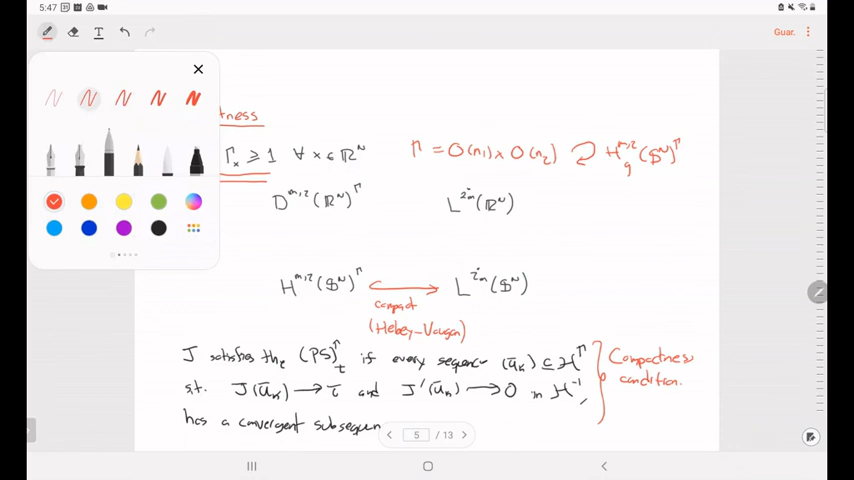 5:47
T
Guar.
tness
Γx ≥ 1 ∀ x ∈ ℝᴺ
Γ = O(n₁) x O(n₂) H_g^{m,2}(𝕊ᴺ)^Γ
D^{m,2}(ℝᴺ)^Γ L^{2*m}(ℝᴺ)
H^{m,2}(𝕊ᴺ)^Γ L^{2*m}(𝕊ᴺ)
compact
(Hebey-Vaugon)
J satisfies the (PS)^Γ_τ if every sequence (ūₖ) ⊆ ℋ^Γ
s.t. J(ūₖ) → τ and J'(ūₖ) → 0 in ℋ⁻¹,
has a convergent subsequen
Compactness
condition.
5 / 13